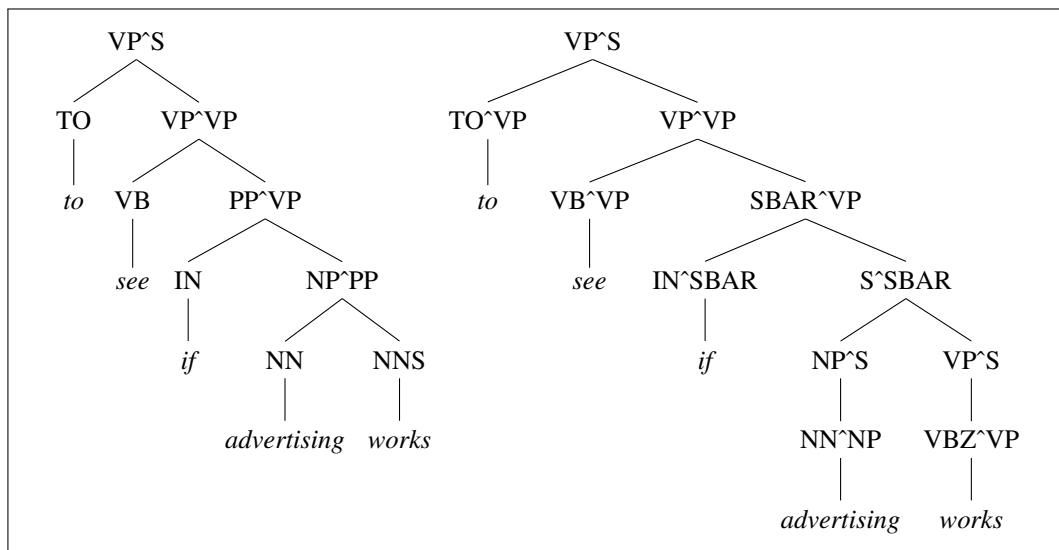 VP^S VP^S
TO VP^VP TO^VP VP^VP
to VB PP^VP to VB^VP SBAR^VP
see IN NP^PP see IN^SBAR S^SBAR
if NN NNS if NP^S VP^S
advertising works NN^NP VBZ^VP
advertising works